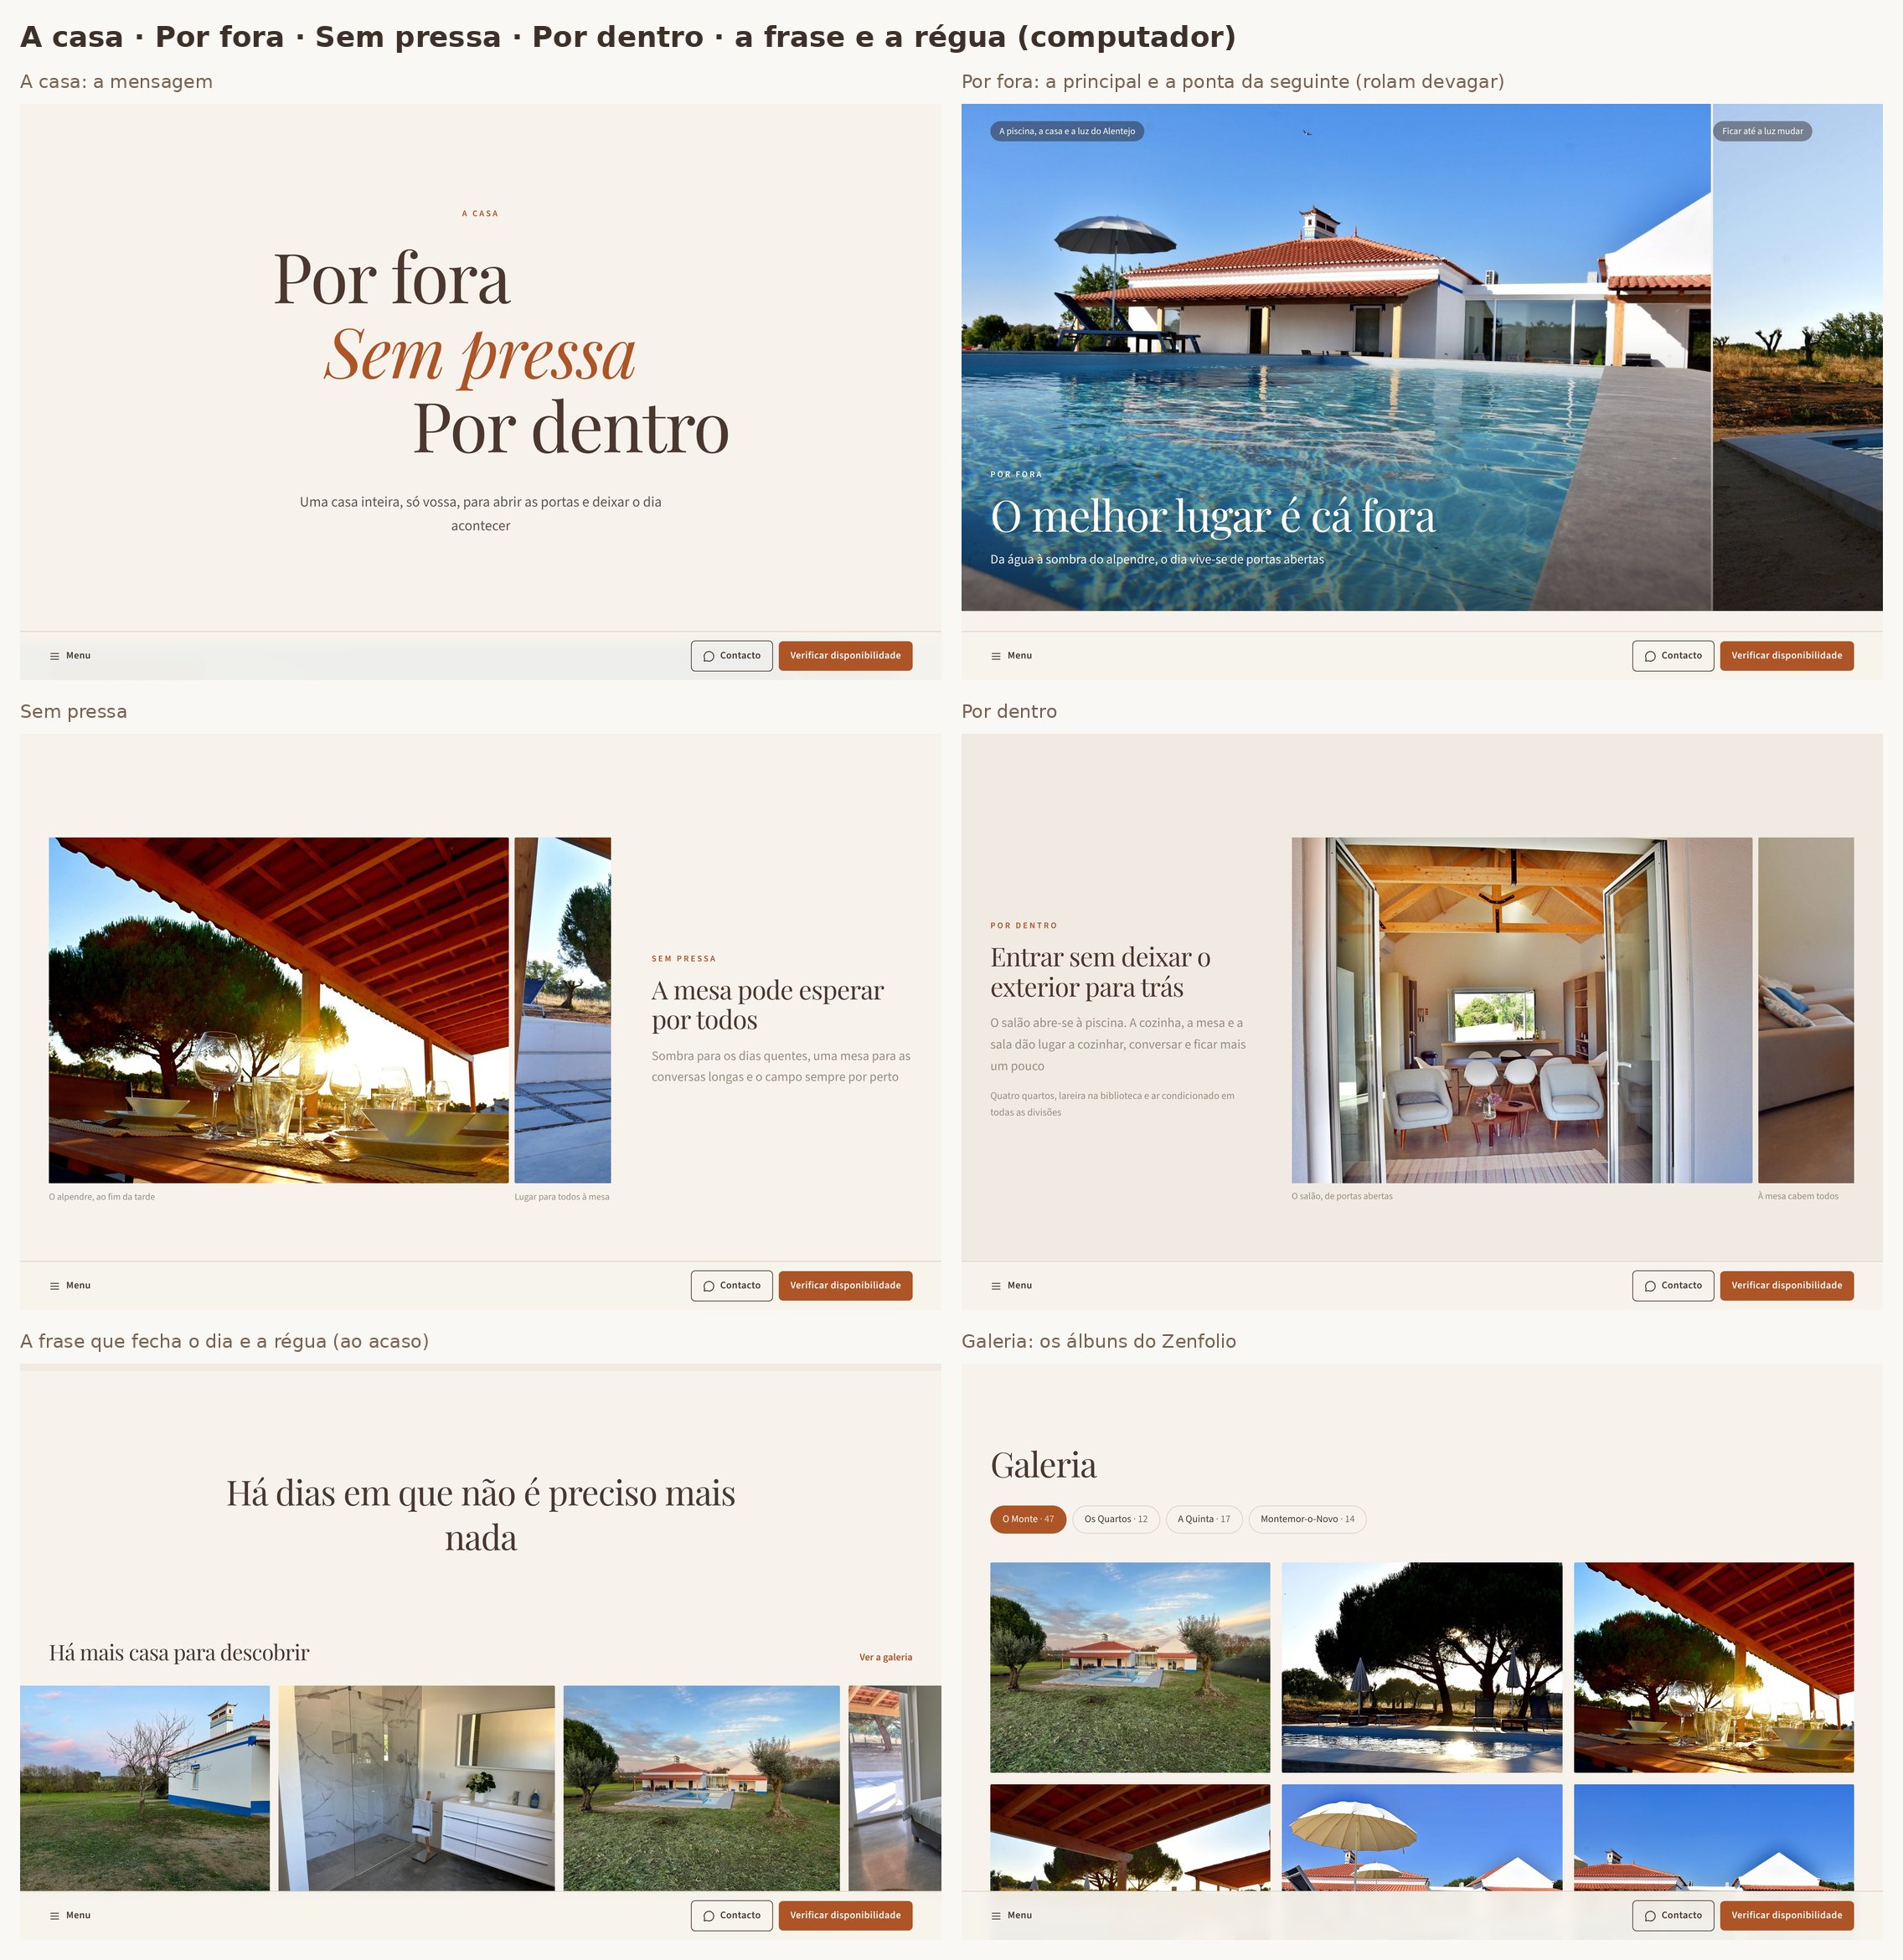 A casa · Por fora · Sem pressa · Por dentro · a frase e a régua (computador)
A casa: a mensagem
A CASA
Por fora
Sem pressa
Por dentro
Uma casa inteira, só vossa, para abrir as portas e deixar o dia
acontecer
Menu
Contacto
Verificar disponibilidade
Por fora: a principal e a ponta da seguinte (rolam devagar)
A piscina, a casa e a luz do Alentejo
Ficar até a luz mudar
POR FORA
O melhor lugar é cá fora
Da água à sombra do alpendre, o dia vive-se de portas abertas
Menu
Contacto
Verificar disponibilidade
Sem pressa
SEM PRESSA
A mesa pode esperar
por todos
Sombra para os dias quentes, uma mesa para as
conversas longas e o campo sempre por perto
O alpendre, ao fim da tarde
Lugar para todos à mesa
Menu
Contacto
Verificar disponibilidade
Por dentro
POR DENTRO
Entrar sem deixar o
exterior para trás
O salão abre-se à piscina. A cozinha, a mesa e a
sala dão lugar a cozinhar, conversar e ficar mais
um pouco
Quatro quartos, lareira na biblioteca e ar condicionado em
todas as divisões
O salão, de portas abertas
À mesa cabem todos
Menu
Contacto
Verificar disponibilidade
A frase que fecha o dia e a régua (ao acaso)
Há dias em que não é preciso mais
nada
Há mais casa para descobrir
Ver a galeria
Menu
Contacto
Verificar disponibilidade
Galeria: os álbuns do Zenfolio
Galeria
O Monte · 47
Os Quartos · 12
A Quinta · 17
Montemor-o-Novo · 14
Menu
Contacto
Verificar disponibilidade